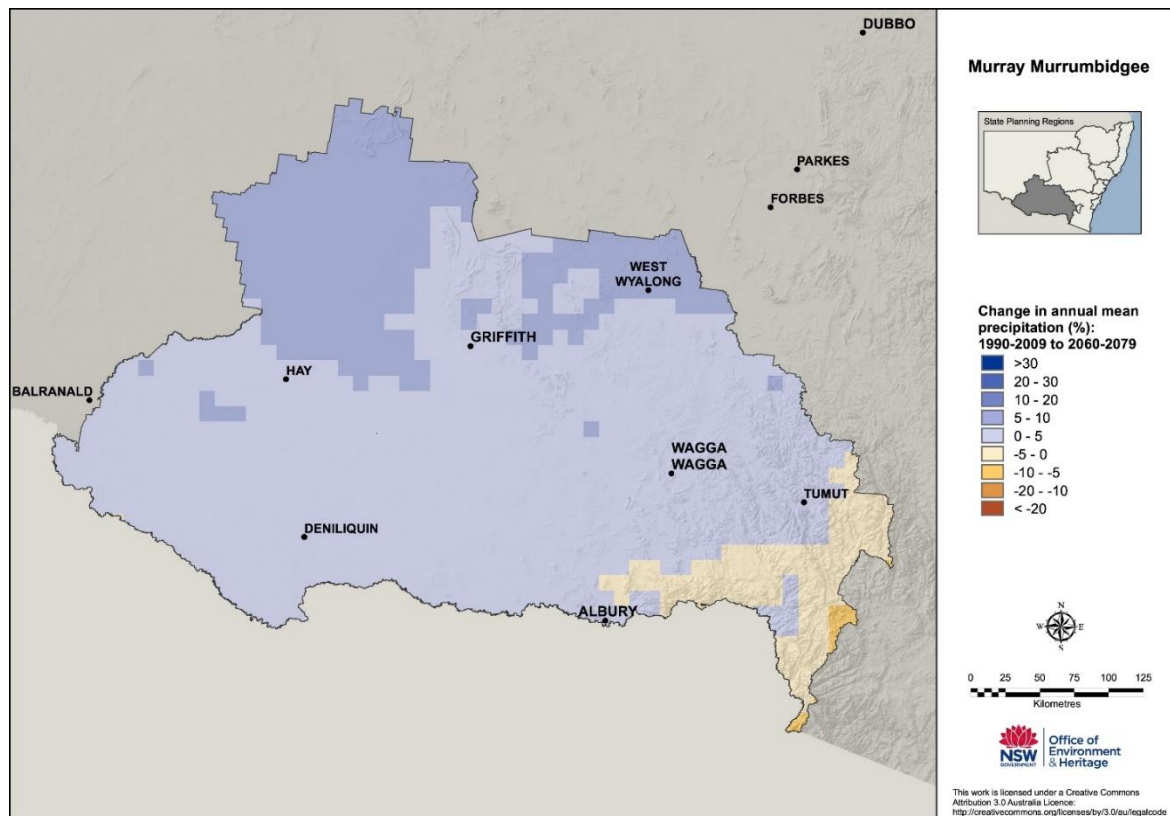 DUBBO
PARKES
FORBES
WEST
WYALONG
GRIFFITH
HAY
BALRANALD
WAGGA
WAGGA
TUMUT
DENILIQUIN
ALBURY
Murray Murrumbidgee
State Planning Regions
Change in annual mean
precipitation (%):
1990-2009 to 2060-2079
>30
20 - 30
10 - 20
5 - 10
0 - 5
-5 - 0
-10 - -5
-20 - -10
< -20
N
W E
S
0 25 50 75 100 125
Kilometres
NSW
GOVERNMENT
Office of
Environment
& Heritage
This work is licensed under a Creative Commons
Attribution 3.0 Australia Licence:
http://creativecommons.org/licenses/by/3.0/au/legalcode